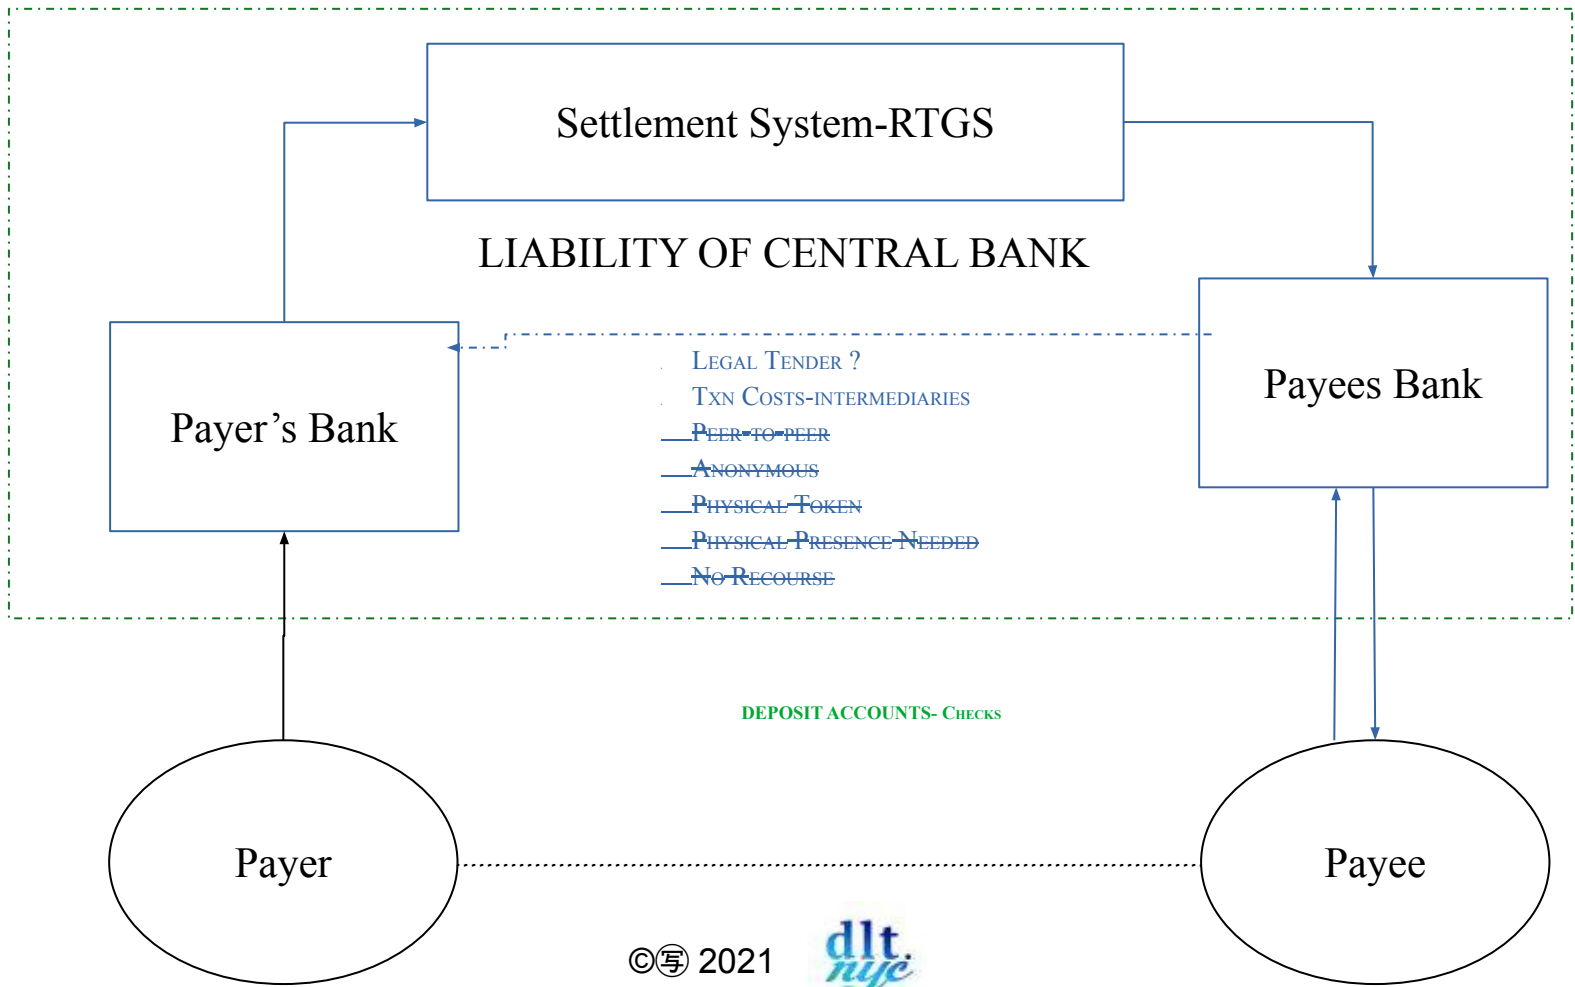 Settlement System-RTGS
LIABILITY OF CENTRAL BANK
Payer’s Bank
Payees Bank
LEGAL TENDER ?
TXN COSTS-INTERMEDIARIES
PEER-TO-PEER
ANONYMOUS
PHYSICAL TOKEN
PHYSICAL PRESENCE NEEDED
NO RECOURSE
DEPOSIT ACCOUNTS- CHECKS
Payer
Payee
©㊢ 2021
dlt.
nyc